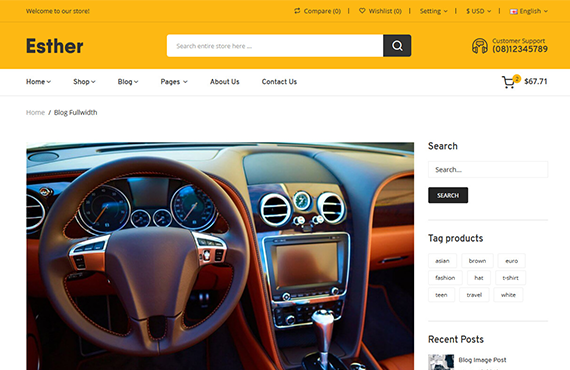 Welcome to our store!
Compare (0)
Wishlist (0)
Setting
$ USD
English
Esther
Search entire store here ...
Customer Support
(08)12345789
Home
Shop
Blog
Pages
About Us
Contact Us
2
$67.71
Home / Blog Fullwidth
Search
Search...
SEARCH
Tag products
asian
brown
euro
fashion
hat
t-shirt
teen
travel
white
Recent Posts
Blog Image Post